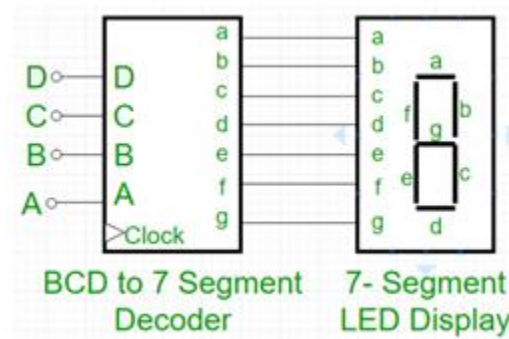 D D
C C
B B
A A
Clock
a
b
c
d
e
f
g
a
b
c
d
e
f
g
a
f b
g
e c
d
BCD to 7 Segment
Decoder
7- Segment
LED Display